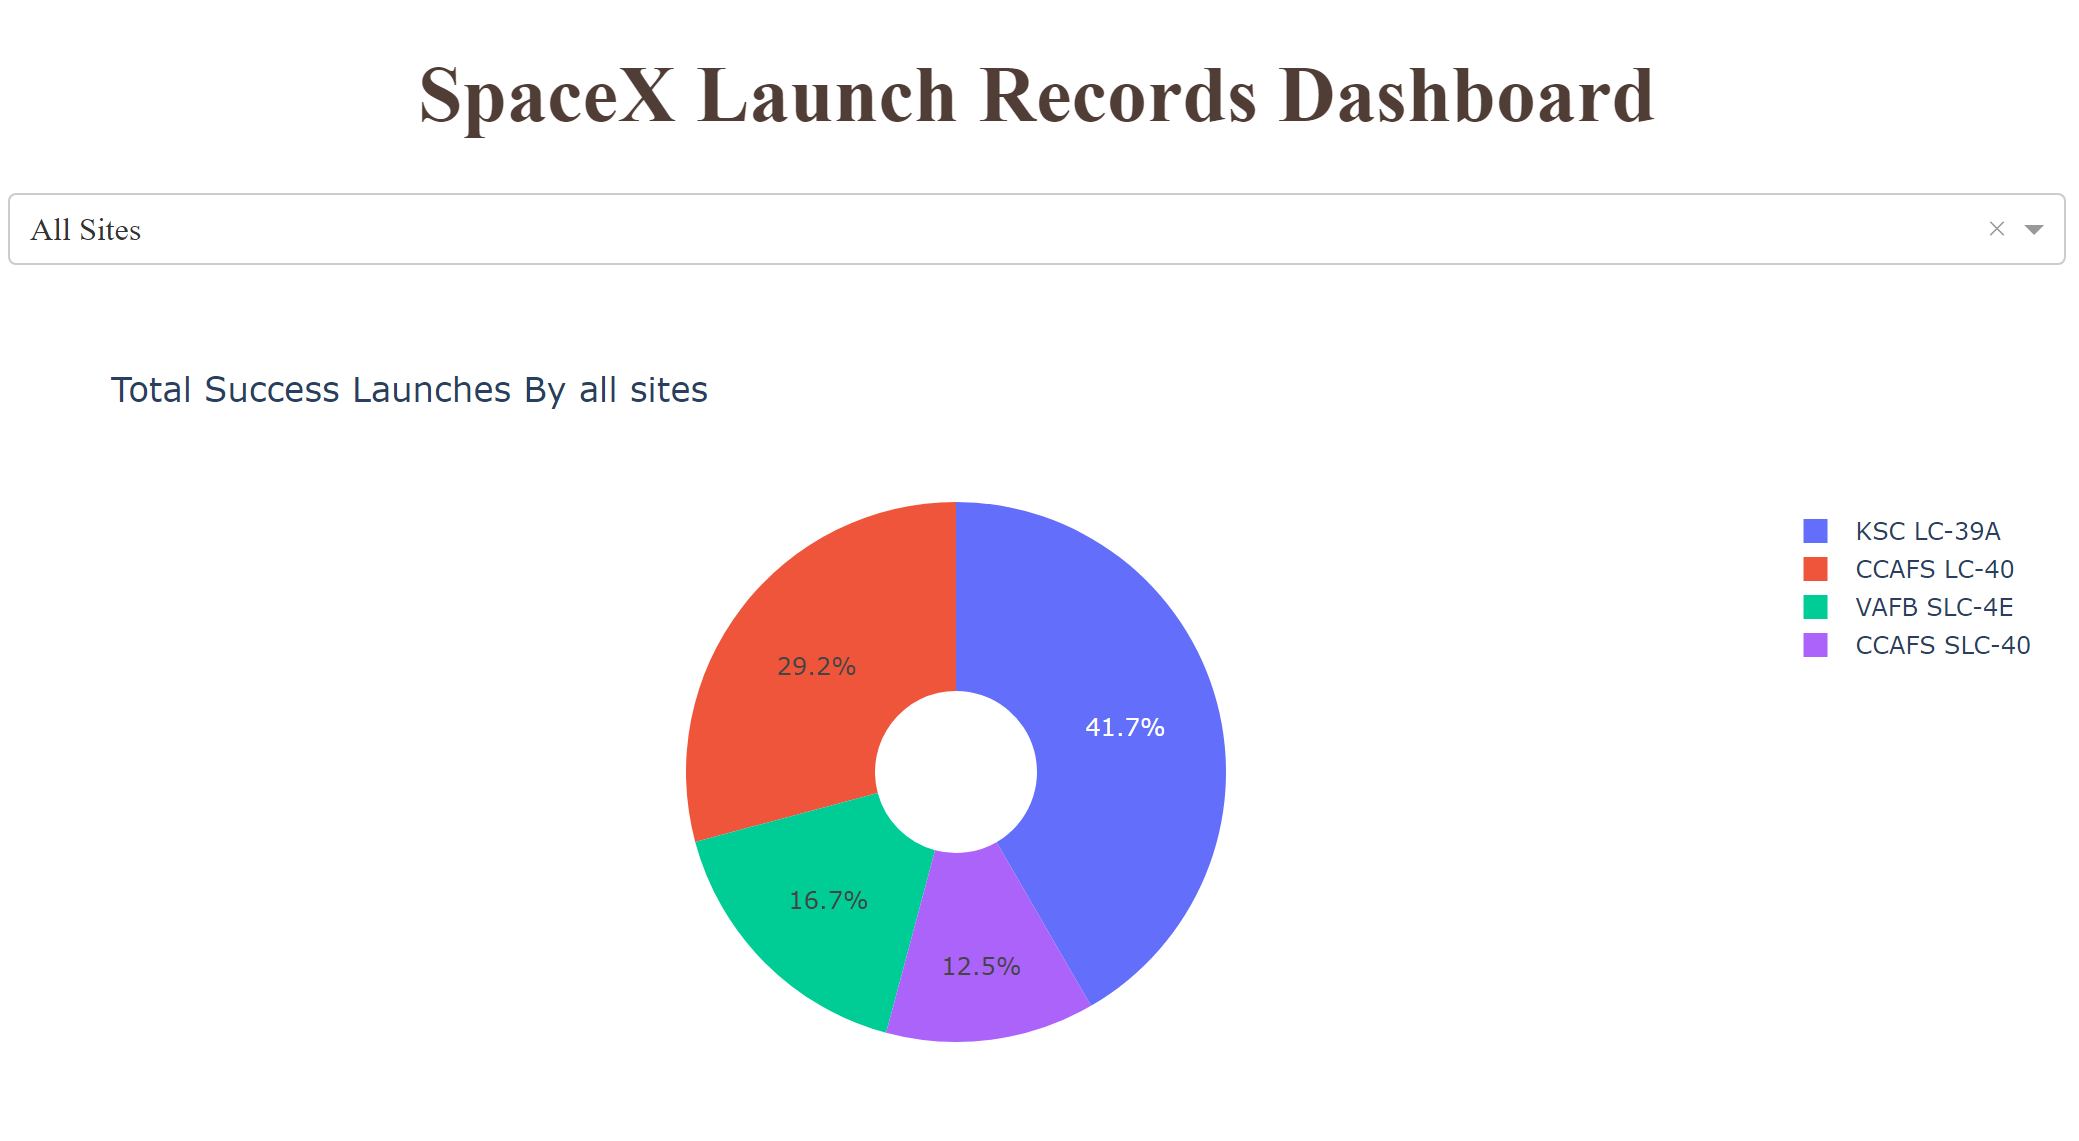 SpaceX Launch Records Dashboard
All Sites
Total Success Launches By all sites
KSC LC-39A
CCAFS LC-40
VAFB SLC-4E
CCAFS SLC-40
29.2%
41.7%
16.7%
12.5%